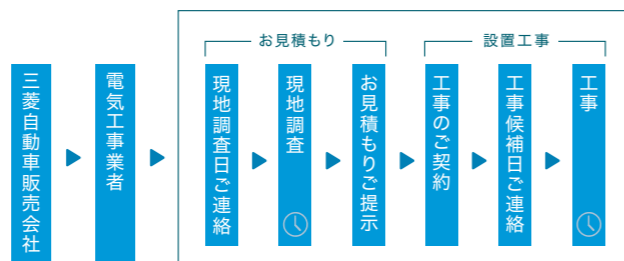 お見積もり
設置工事
三菱自動車販売会社
電気工事業者
現地調査日ご連絡
現地調査
お見積もりご提示
工事のご契約
工事候補日ご連絡
工事